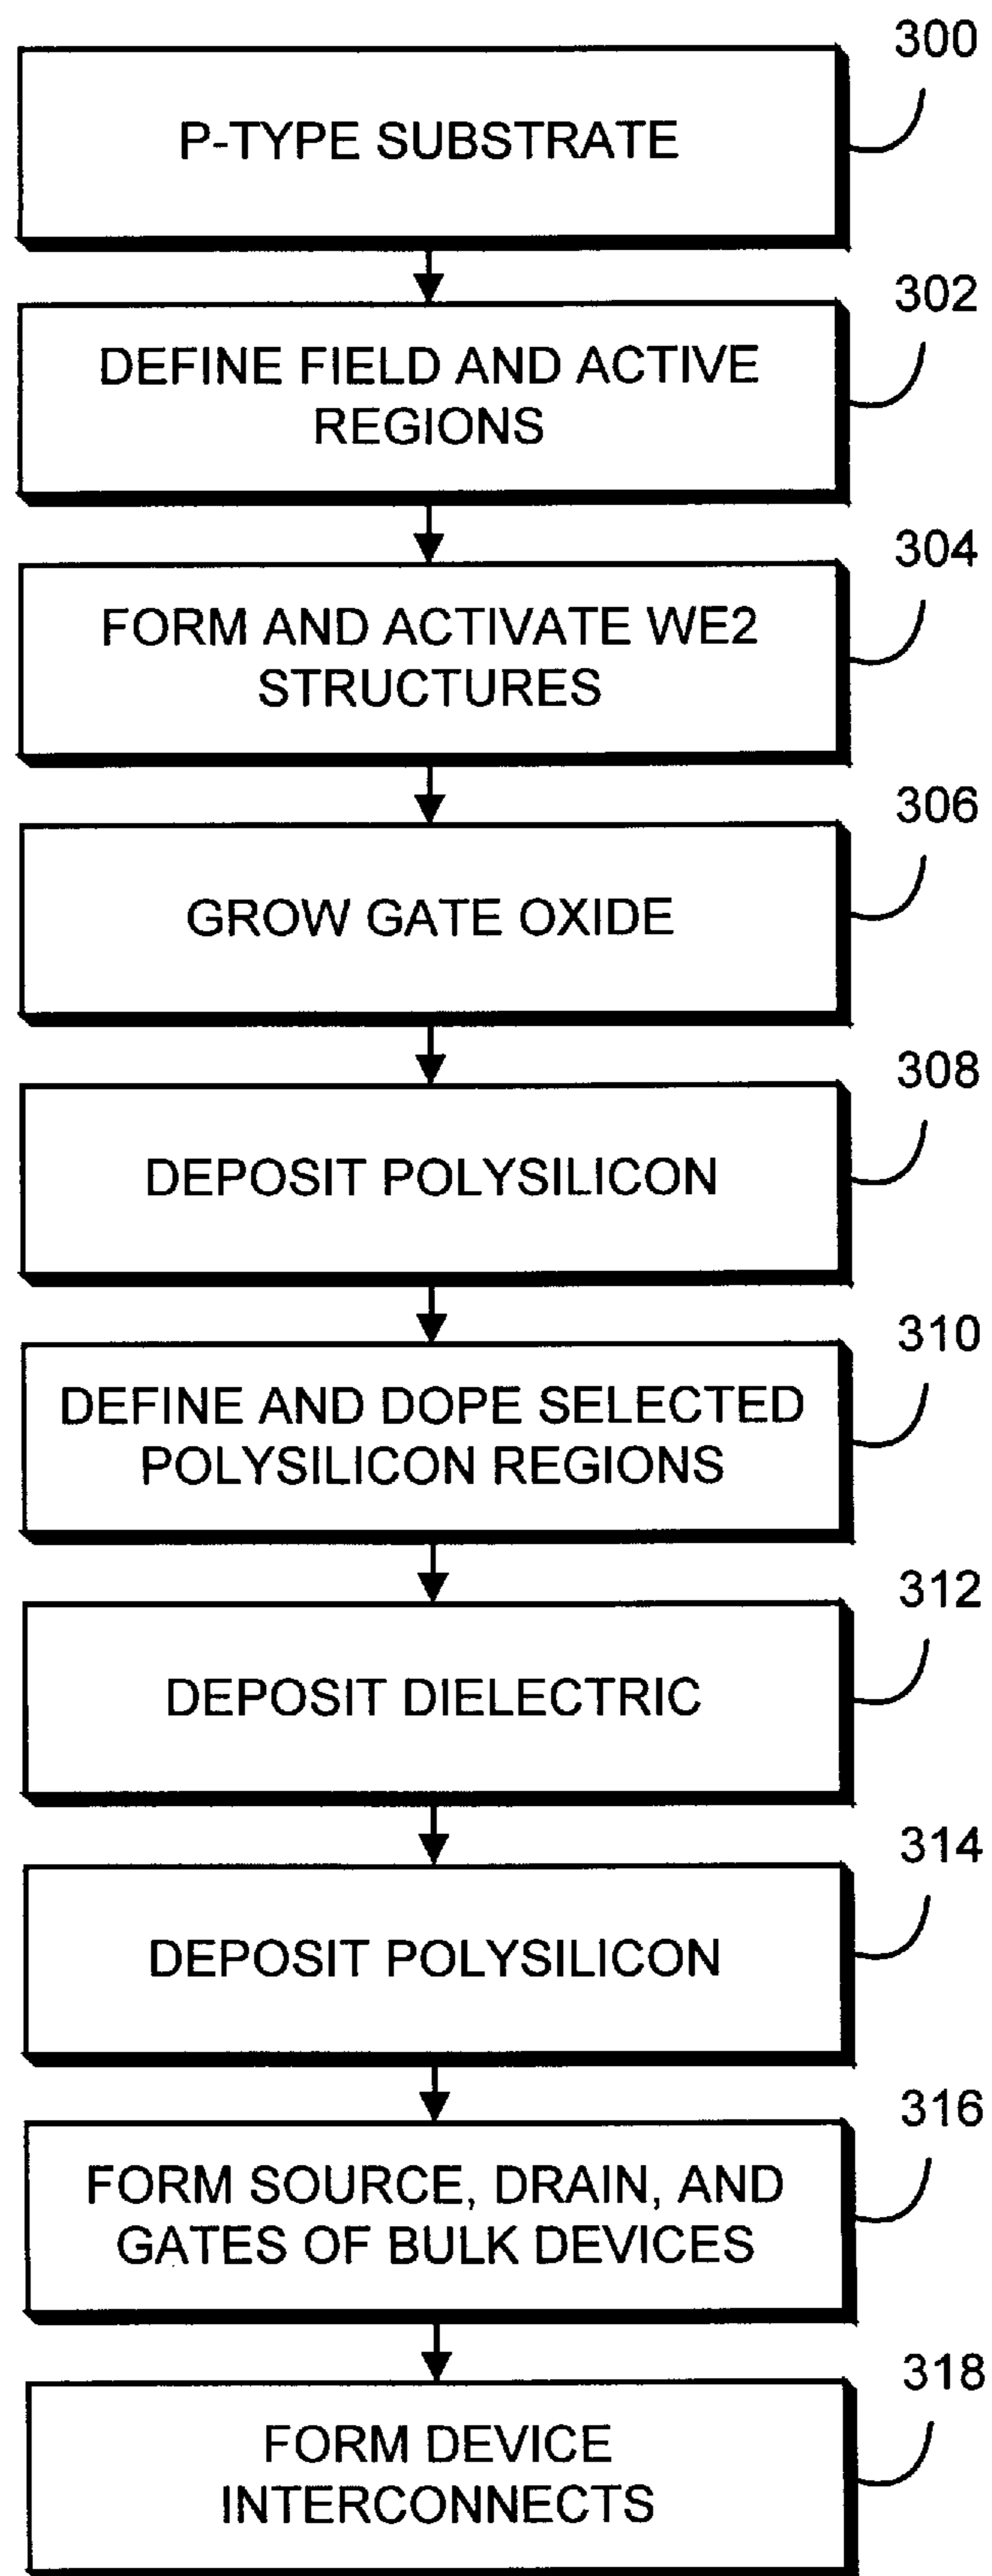 300
P-TYPE SUBSTRATE
302
DEFINE FIELD AND ACTIVE
REGIONS
304
FORM AND ACTIVATE WE2
STRUCTURES
306
GROW GATE OXIDE
308
DEPOSIT POLYSILICON
310
DEFINE AND DOPE SELECTED
POLYSILICON REGIONS
312
DEPOSIT DIELECTRIC
314
DEPOSIT POLYSILICON
316
FORM SOURCE, DRAIN, AND
GATES OF BULK DEVICES
318
FORM DEVICE
INTERCONNECTS